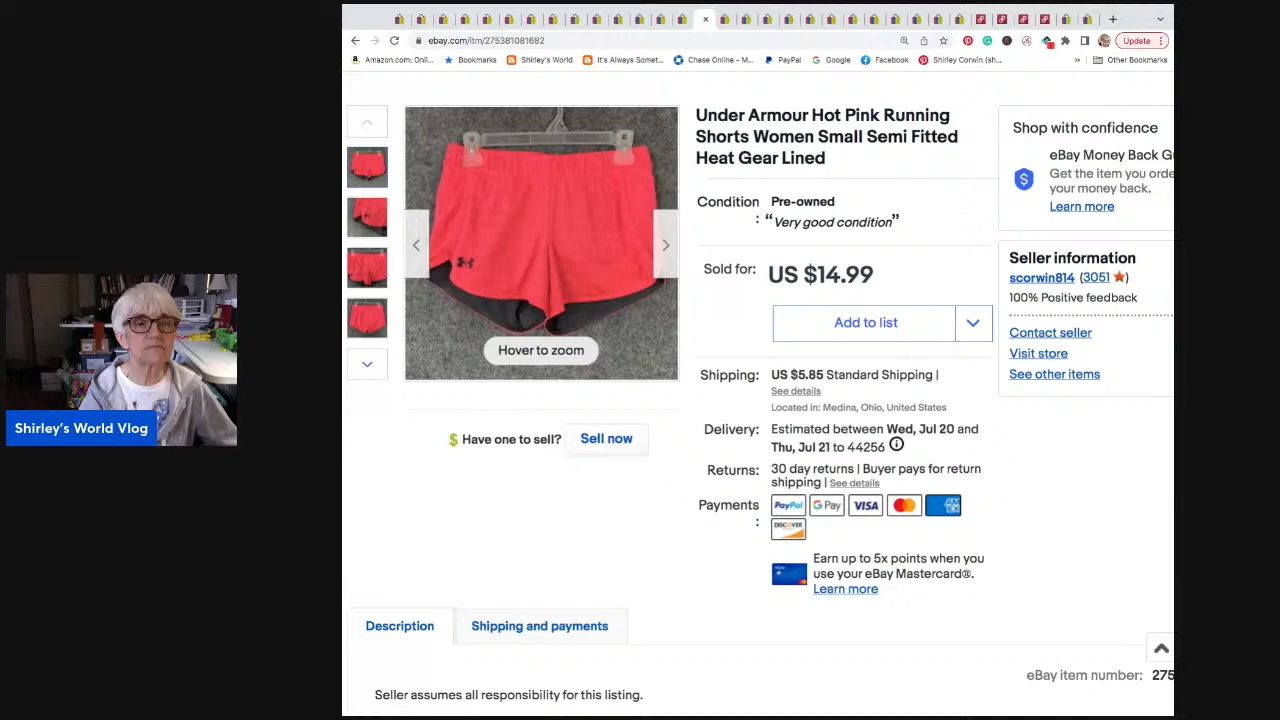 ebay.com/itm/275381081682
Update
Amazon.com: Onl...
Bookmarks
Shirley's World
It's Always Somet...
Chase Online - M...
PayPal
Google
Facebook
Shirley Corwin (sh...
»
Other Bookmarks
Under Armour Hot Pink Running
Shorts Women Small Semi Fitted
Heat Gear Lined
Condition
:
Pre-owned
“Very good condition”
Sold for:
US $14.99
Add to list
Shipping:
US $5.85 Standard Shipping |
See details
Located in: Medina, Ohio, United States
Delivery:
Estimated between Wed, Jul 20 and
Thu, Jul 21 to 44256
Returns:
30 day returns | Buyer pays for return
shipping | See details
Payments
:
PayPal
G Pay
VISA
AM
EX
DISCOVER
Earn up to 5x points when you
use your eBay Mastercard®.
Learn more
Hover to zoom
$ Have one to sell?
Sell now
Shop with confidence
eBay Money Back G
Get the item you orde
your money back.
Learn more
Seller information
scorwin814 (3051)
100% Positive feedback
Contact seller
Visit store
See other items
Shirley's World Vlog
Description
Shipping and payments
eBay item number: 275
Seller assumes all responsibility for this listing.